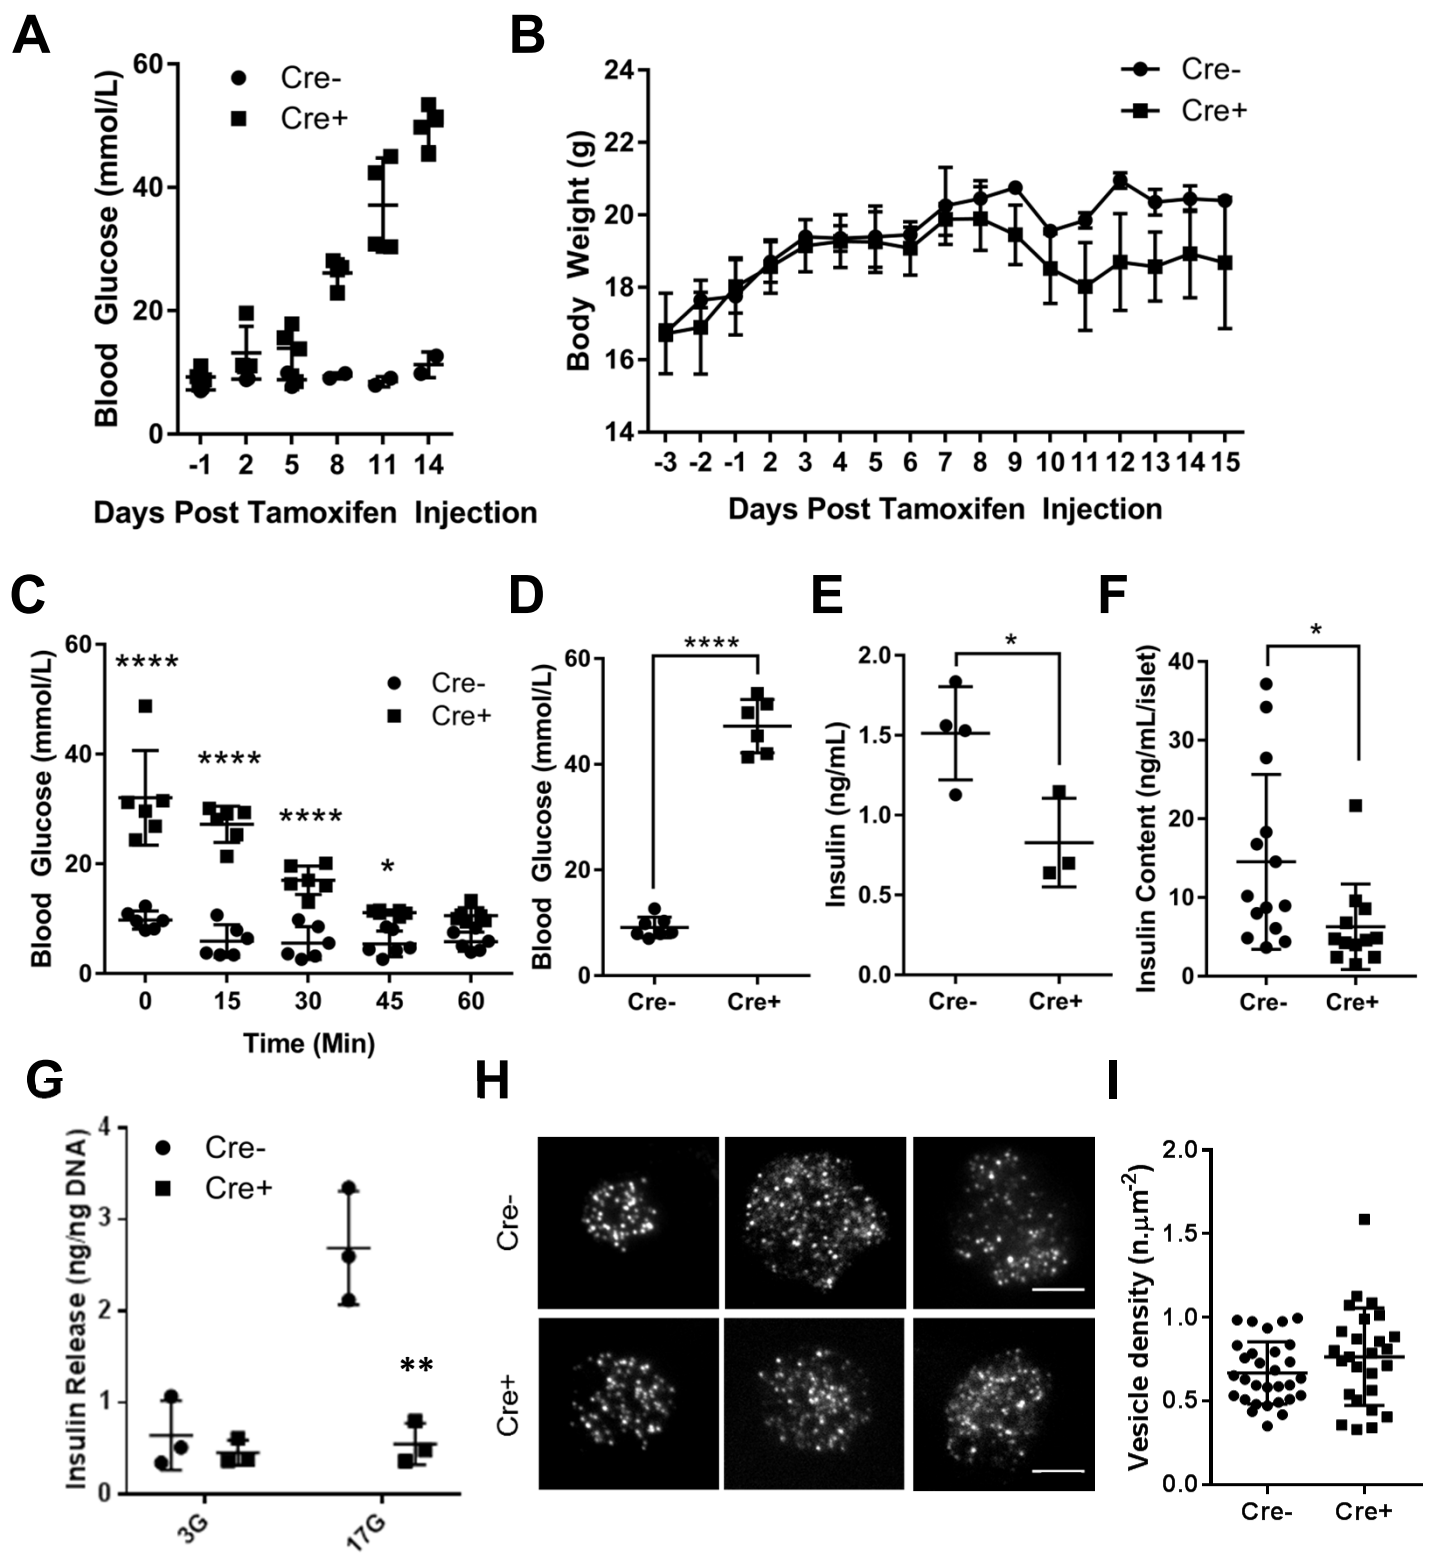 A
60
40
20
0
Blood Glucose (mmol/L)
Cre-
Cre+
-1 2 5 8 11 14
Days Post Tamoxifen Injection
B
24
22
20
18
16
14
Body Weight (g)
Cre-
Cre+
-3 -2 -1 2 3 4 5 6 7 8 9 10 11 12 13 14 15
Days Post Tamoxifen Injection
C
60
40
20
0
Blood Glucose (mmol/L)
****
****
****
*
Cre-
Cre+
0 15 30 45 60
Time (Min)
D
60
40
20
0
Blood Glucose (mmol/L)
****
Cre- Cre+
E
2.0
1.5
1.0
0.5
0.0
Insulin (ng/mL)
*
Cre- Cre+
F
40
30
20
10
0
Insulin Content (ng/mL/islet)
*
Cre- Cre+
G
4
3
2
1
0
Insulin Release (ng/ng DNA)
Cre-
Cre+
**
3G 17G
H
Cre-
Cre+
I
2.0
1.5
1.0
0.5
0.0
Vesicle density (n.µm-2)
Cre- Cre+